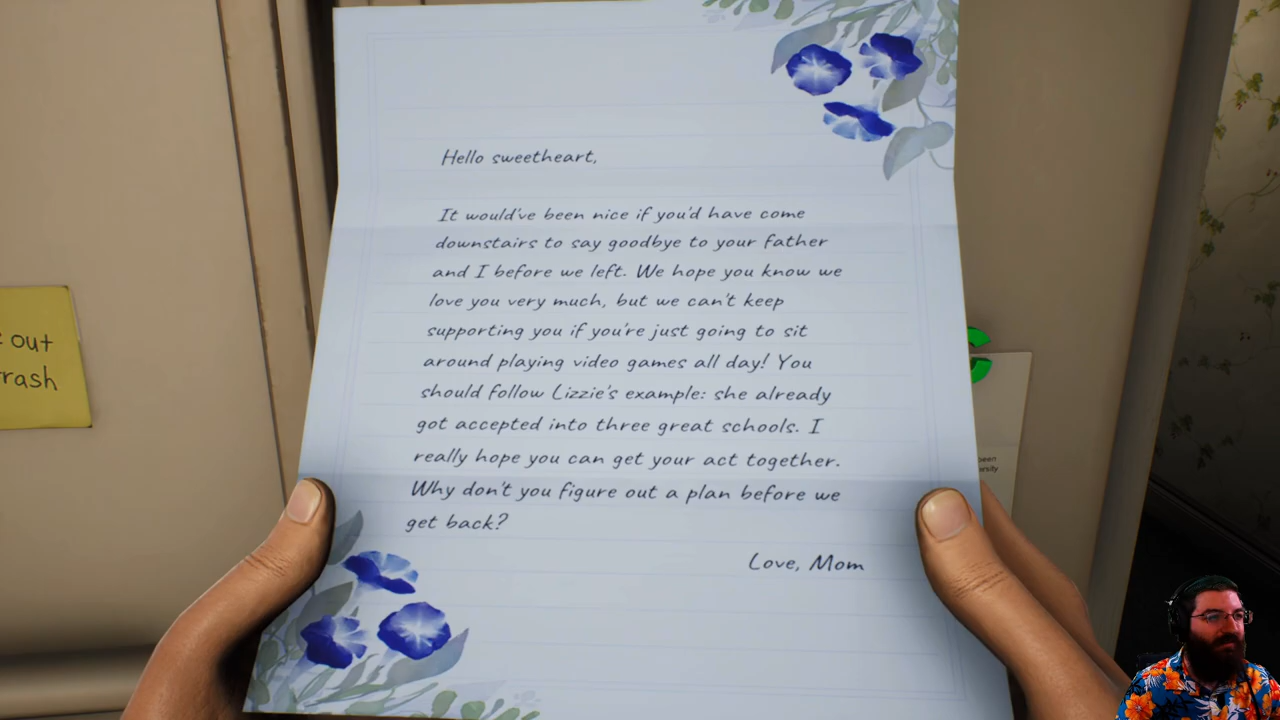 Hello sweetheart,
It would've been nice if you'd have come
downstairs to say goodbye to your father
and I before we left. We hope you know we
love you very much, but we can't keep
supporting you if you're just going to sit
around playing video games all day! You
should follow Lizzie's example: she already
got accepted into three great schools. I
really hope you can get your act together.
Why don't you figure out a plan before we
get back?
Love, Mom
out
rash
been
rsity